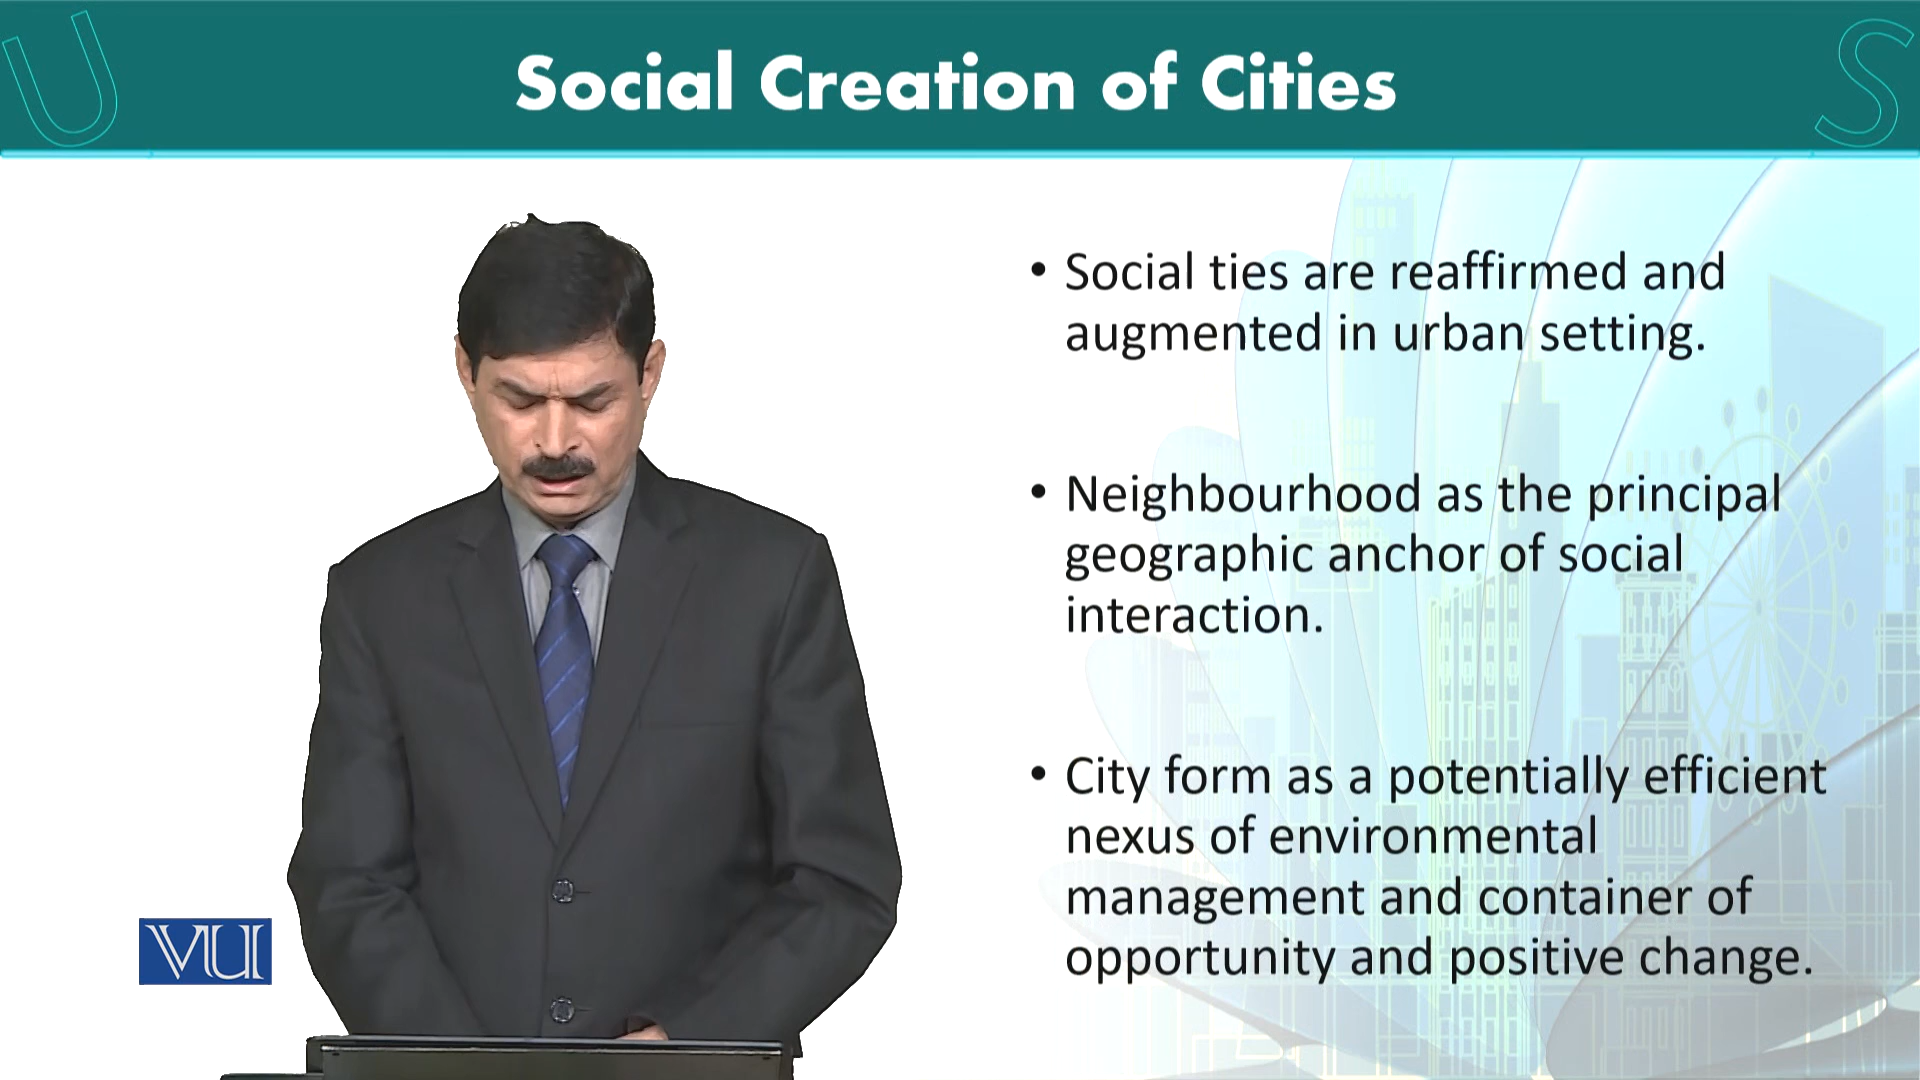 U
Social Creation of Cities
S
• Social ties are reaffirmed and
augmented in urban setting.
• Neighbourhood as the principal
geographic anchor of social
interaction.
• City form as a potentially efficient
nexus of environmental
management and container of
opportunity and positive change.
VU